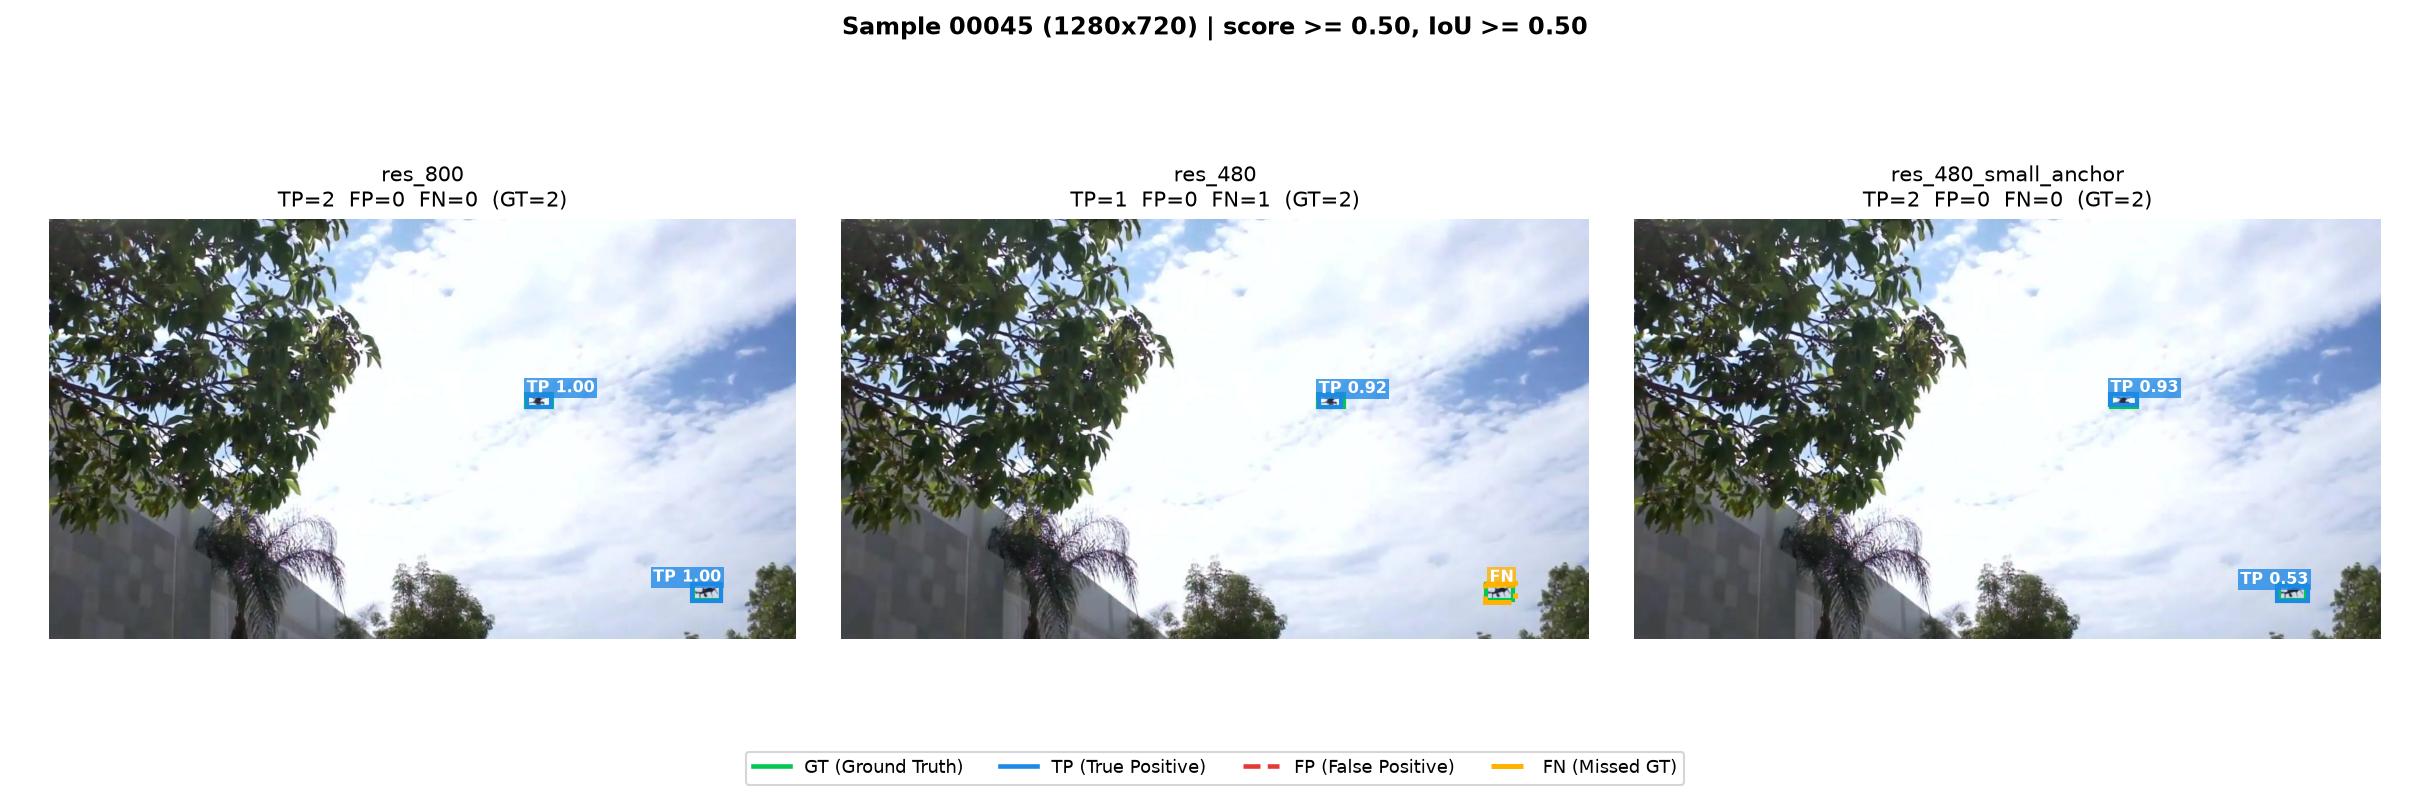 Sample 00045 (1280x720) | score >= 0.50, IoU >= 0.50
res_800
TP=2  FP=0  FN=0  (GT=2)
TP 1.00
TP 1.00
res_480
TP=1  FP=0  FN=1  (GT=2)
TP 0.92
FN
res_480_small_anchor
TP=2  FP=0  FN=0  (GT=2)
TP 0.93
TP 0.53
GT (Ground Truth)
TP (True Positive)
FP (False Positive)
FN (Missed GT)